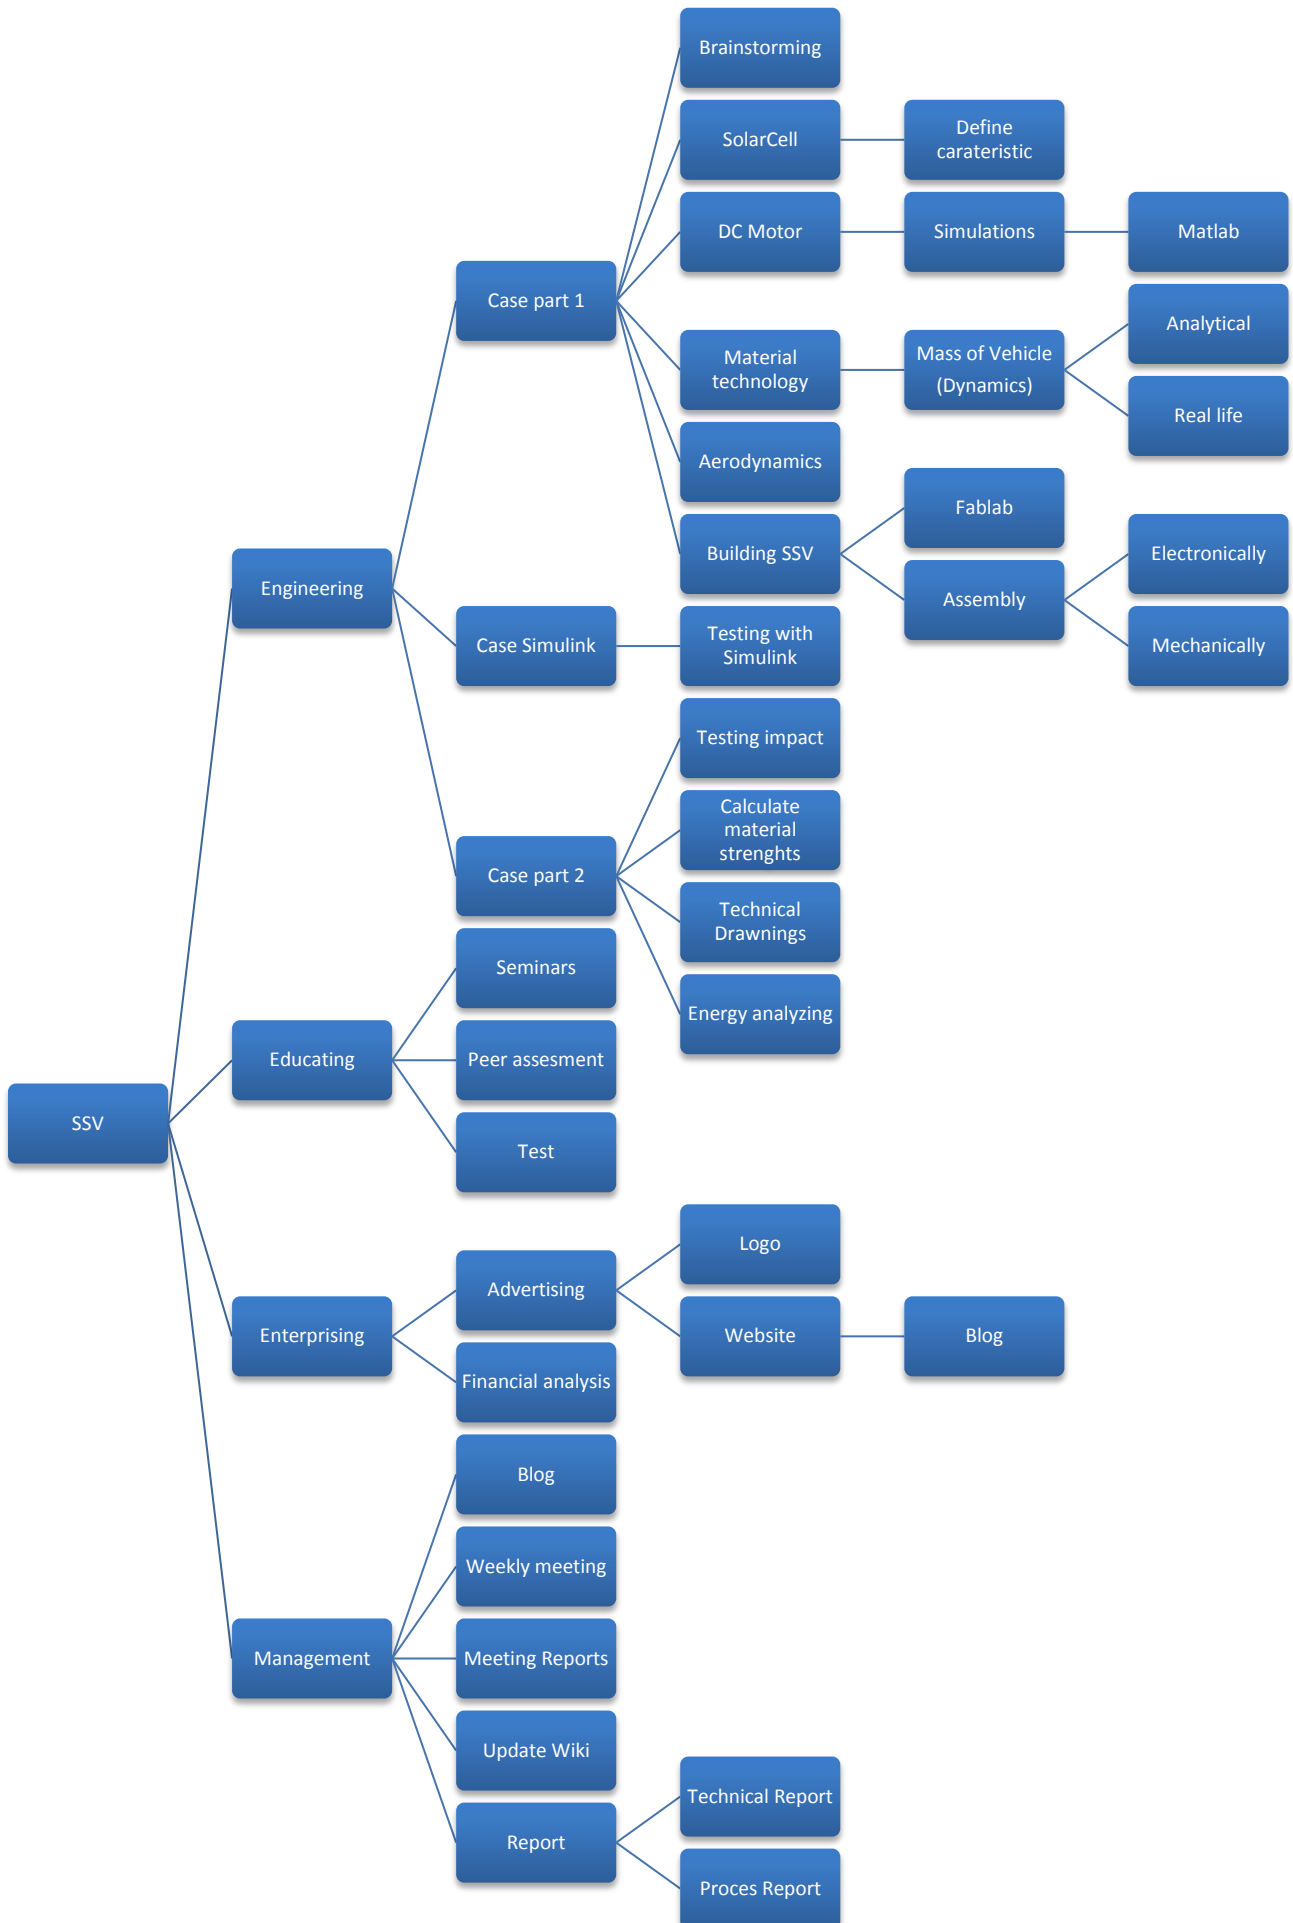 Brainstorming
SolarCell
Define
carateristic
DC Motor
Simulations
Matlab
Case part 1
Analytical
Material
technology
Mass of Vehicle
(Dynamics)
Real life
Aerodynamics
Fablab
Building SSV
Electronically
Engineering
Assembly
Case Simulink
Testing with
Simulink
Mechanically
Testing impact
Calculate
material
strenghts
Case part 2
Technical
Drawnings
Seminars
Energy analyzing
Educating
Peer assesment
SSV
Test
Logo
Advertising
Enterprising
Website
Blog
Financial analysis
Blog
Weekly meeting
Management
Meeting Reports
Update Wiki
Technical Report
Report
Proces Report